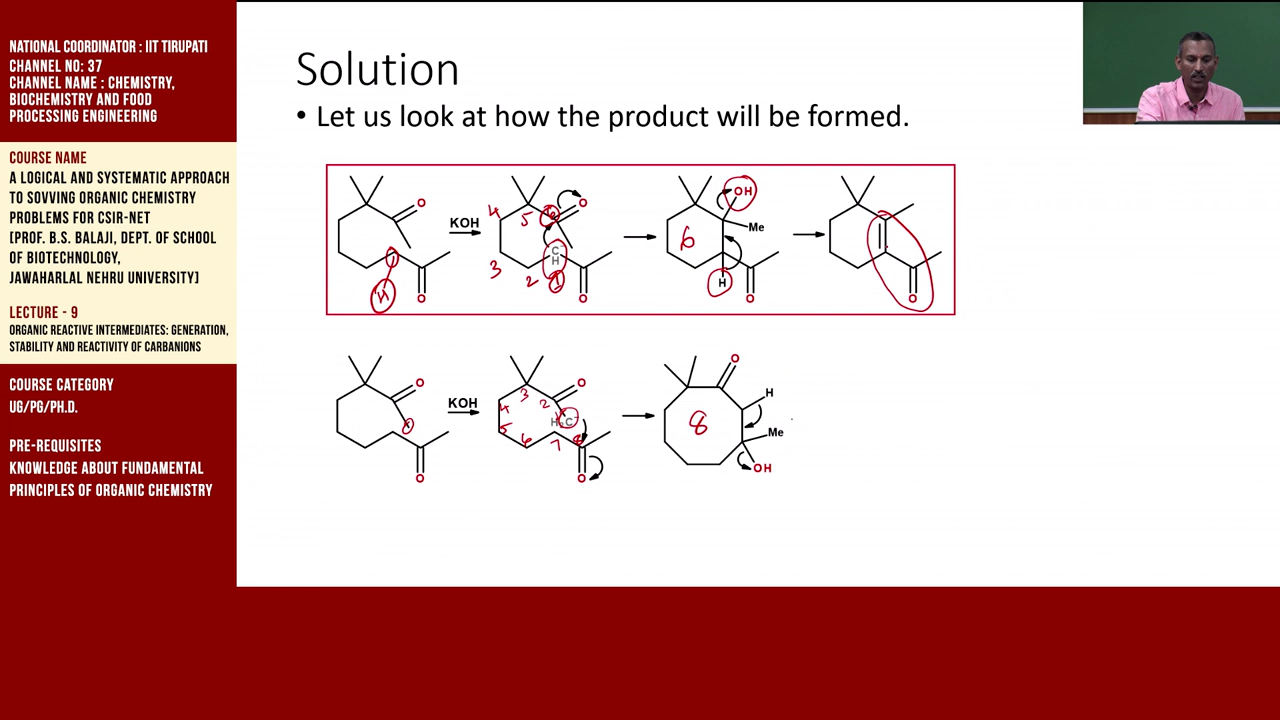 NATIONAL COORDINATOR : IIT TIRUPATI
CHANNEL NO: 37
CHANNEL NAME : CHEMISTRY,
BIOCHEMISTRY AND FOOD
PROCESSING ENGINEERING
COURSE NAME
A LOGICAL AND SYSTEMATIC APPROACH
TO SOVVING ORGANIC CHEMISTRY
PROBLEMS FOR CSIR-NET
[PROF. B.S. BALAJI, DEPT. OF SCHOOL
OF BIOTECHNOLOGY,
JAWAHARLAL NEHRU UNIVERSITY]
LECTURE - 9
ORGANIC REACTIVE INTERMEDIATES: GENERATION,
STABILITY AND REACTIVITY OF CARBANIONS
COURSE CATEGORY
UG/PG/PH.D.
PRE-REQUISITES
KNOWLEDGE ABOUT FUNDAMENTAL
PRINCIPLES OF ORGANIC CHEMISTRY
Solution
• Let us look at how the product will be formed.
O
H
O
KOH
4
5
6
O
3
2
1
C
H
O
6
OH
Me
H
O
O
O
O
KOH
3
2
4
5
6
7
8
O
H₂C
O
8
O
H
Me
OH